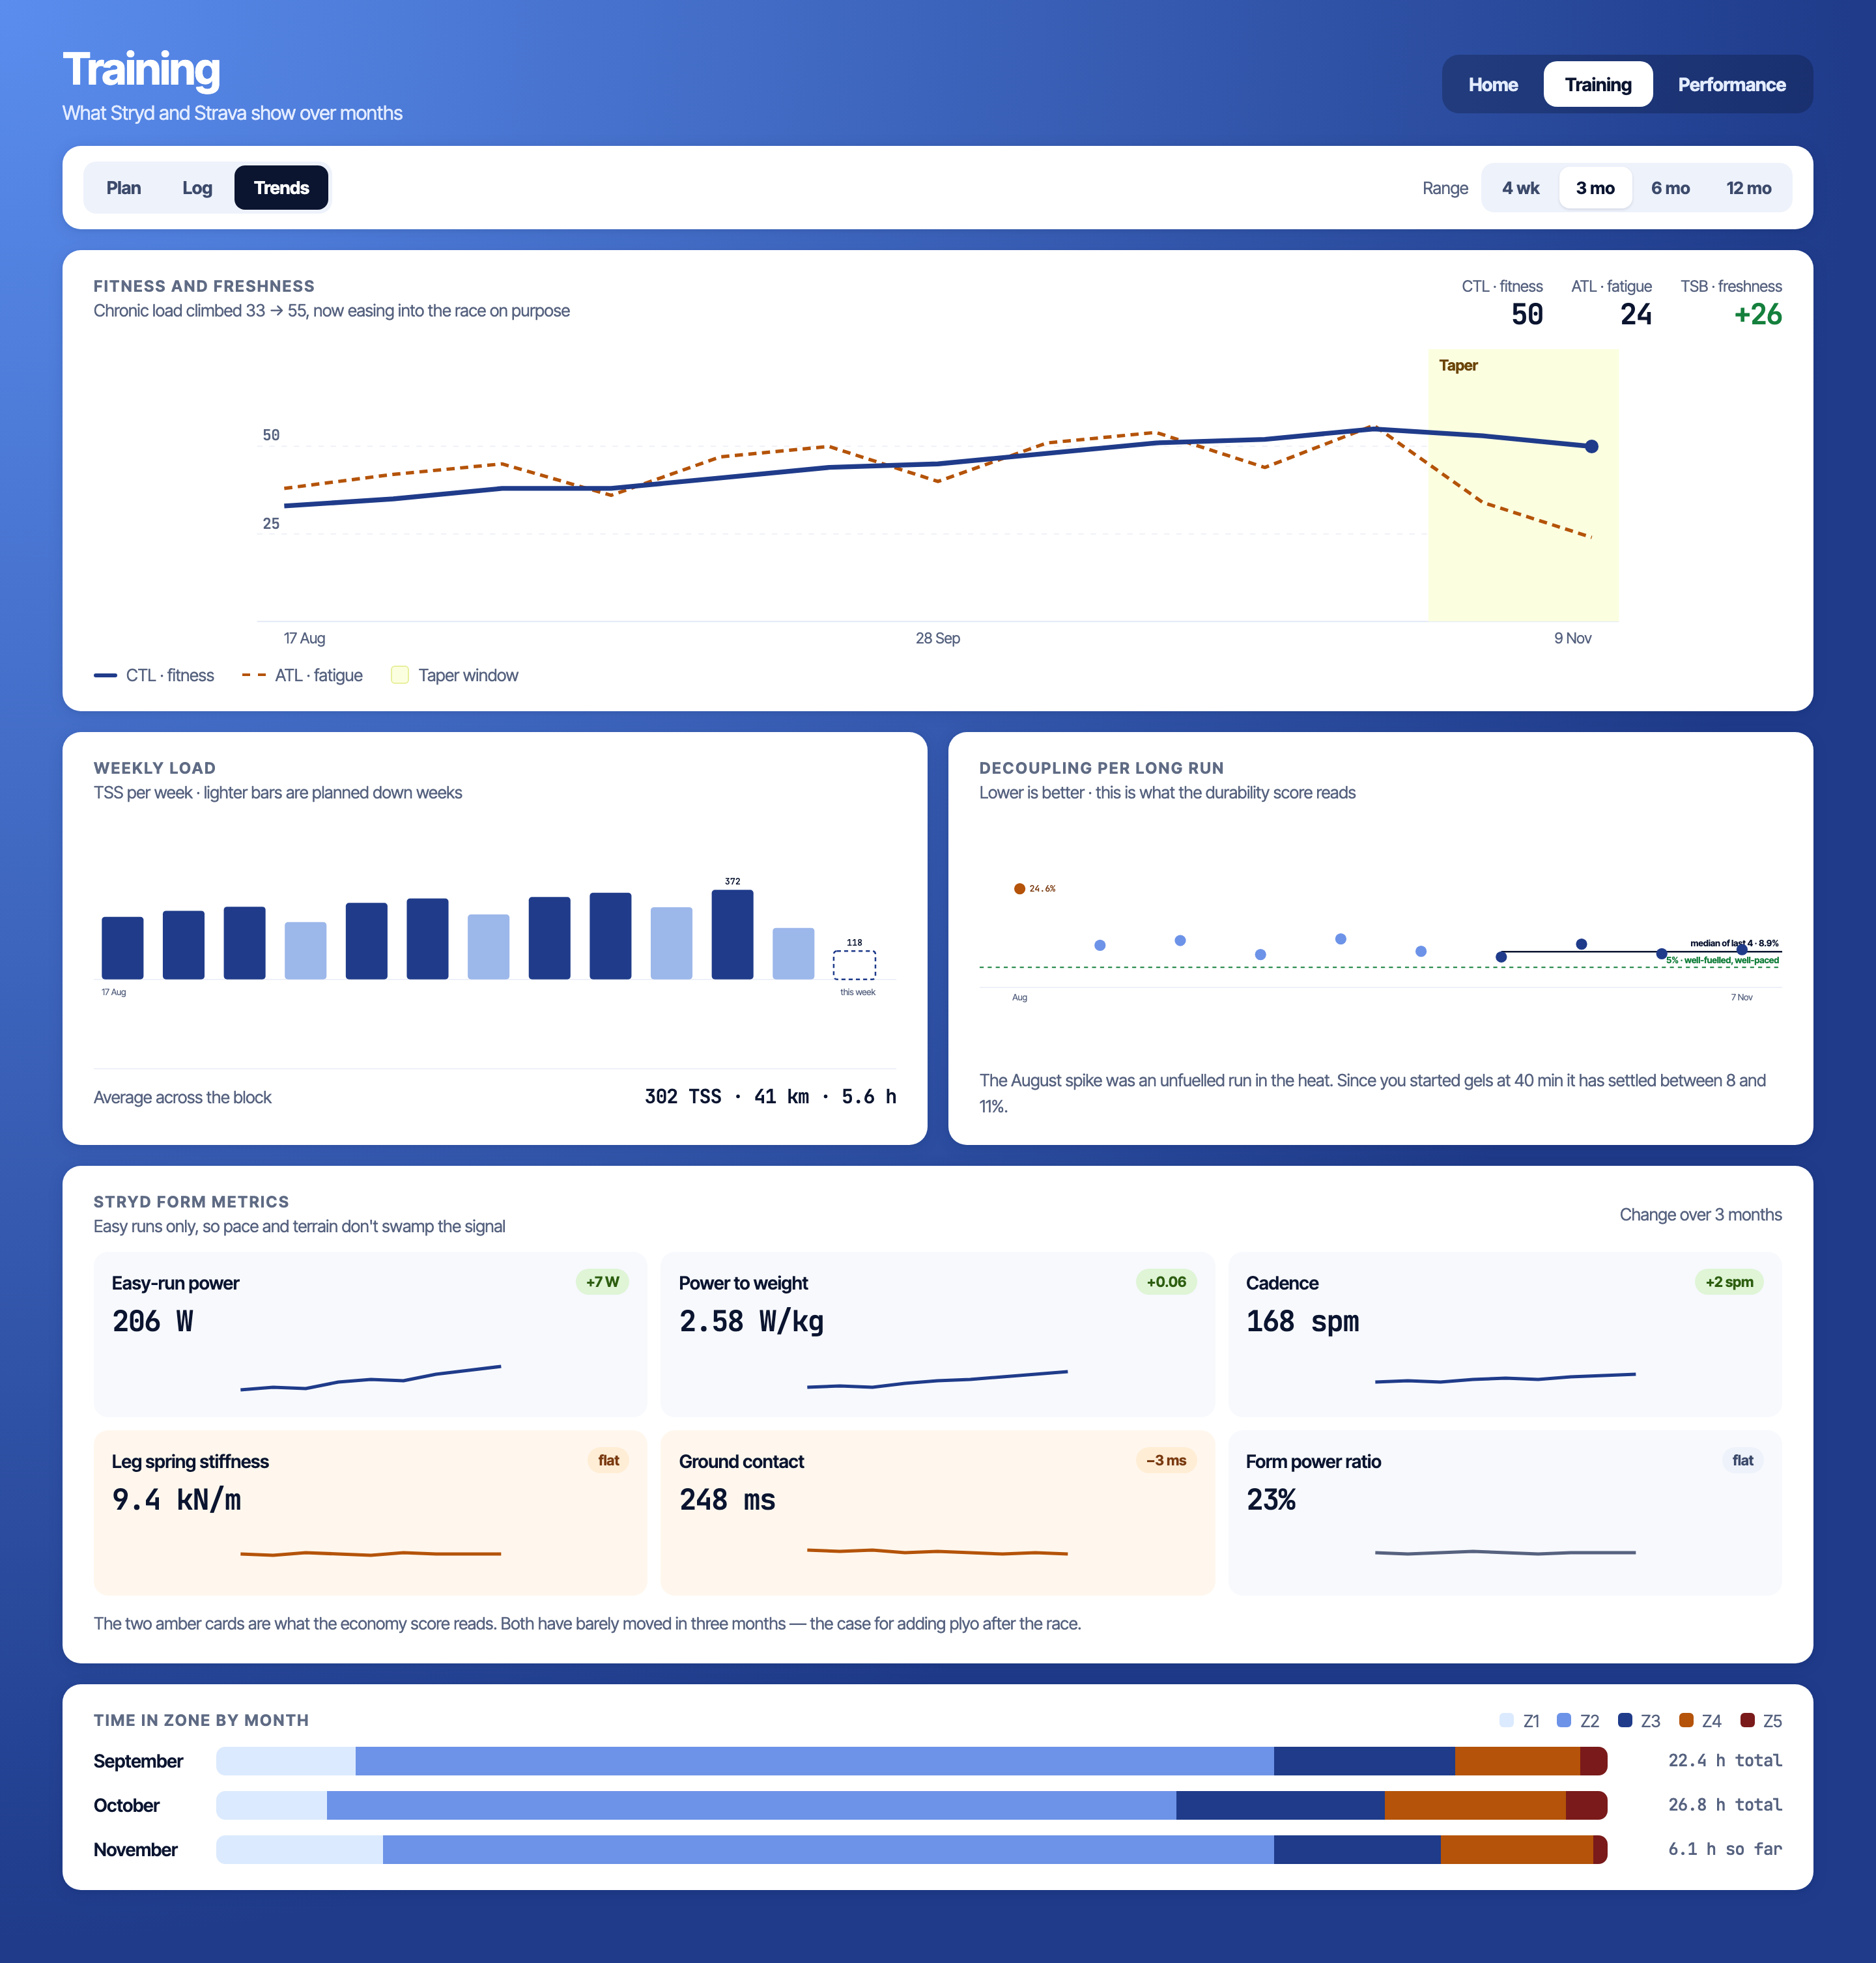 Training
What Stryd and Strava show over months
Home
Training
Performance
Plan
Log
Trends
Range
4 wk
3 mo
6 mo
12 mo
FITNESS AND FRESHNESS
Chronic load climbed 33 → 55, now easing into the race on purpose
CTL · fitness
50
ATL · fatigue
24
TSB · freshness
+26
Taper
50
25
17 Aug
28 Sep
9 Nov
CTL · fitness
ATL · fatigue
Taper window
WEEKLY LOAD
TSS per week · lighter bars are planned down weeks
372
118
17 Aug
this week
Average across the block
302 TSS · 41 km · 5.6 h
DECOUPLING PER LONG RUN
Lower is better · this is what the durability score reads
24.6%
median of last 4 · 8.9%
5% · well-fuelled, well-paced
Aug
7 Nov
The August spike was an unfuelled run in the heat. Since you started gels at 40 min it has settled between 8 and
11%.
STRYD FORM METRICS
Easy runs only, so pace and terrain don't swamp the signal
Change over 3 months
Easy-run power
+7 W
206 W
Power to weight
+0.06
2.58 W/kg
Cadence
+2 spm
168 spm
Leg spring stiffness
flat
9.4 kN/m
Ground contact
−3 ms
248 ms
Form power ratio
flat
23%
The two amber cards are what the economy score reads. Both have barely moved in three months — the case for adding plyo after the race.
TIME IN ZONE BY MONTH
Z1
Z2
Z3
Z4
Z5
September
22.4 h total
October
26.8 h total
November
6.1 h so far